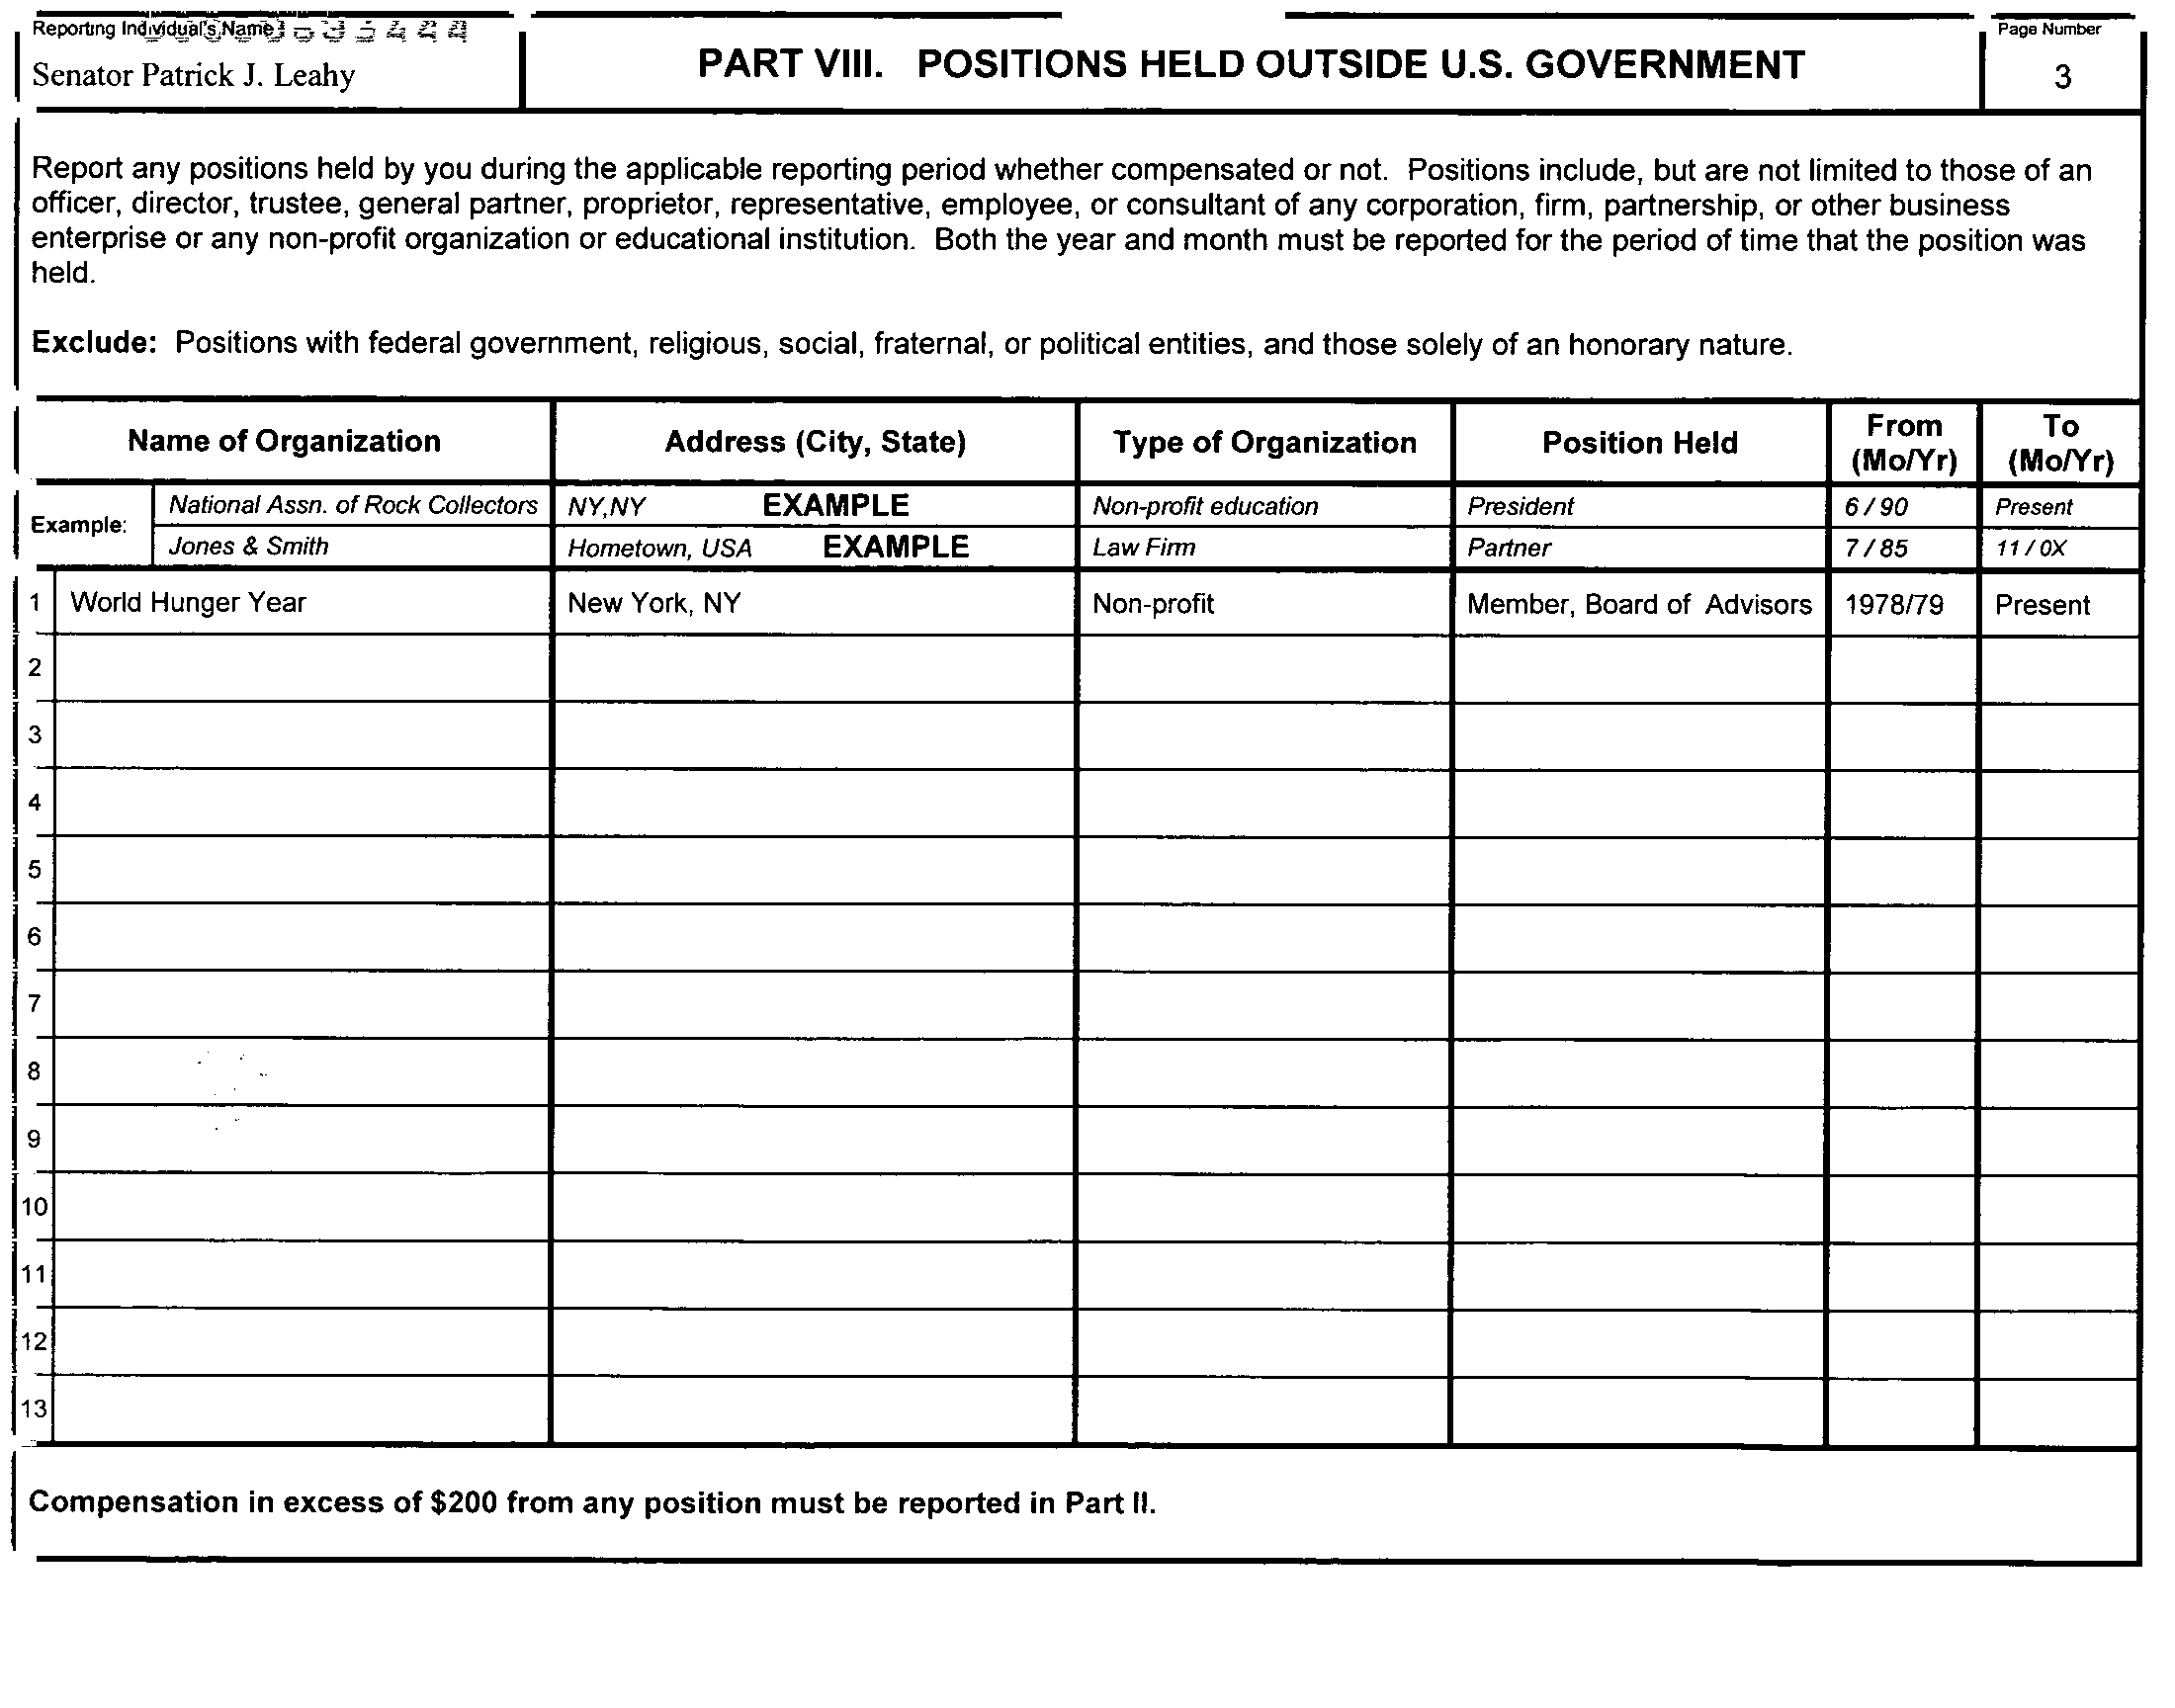 Reporting Individual's Name
Senator Patrick J. Leahy
PART VIII. POSITIONS HELD OUTSIDE U.S. GOVERNMENT
Page Number
3
Report any positions held by you during the applicable reporting period whether compensated or not. Positions include, but are not limited to those of an
officer, director, trustee, general partner, proprietor, representative, employee, or consultant of any corporation, firm, partnership, or other business
enterprise or any non-profit organization or educational institution. Both the year and month must be reported for the period of time that the position was
held.
Exclude: Positions with federal government, religious, social, fraternal, or political entities, and those solely of an honorary nature.
Name of Organization Address (City, State) Type of Organization Position Held From (Mo/Yr) To (Mo/Yr)
Example: National Assn. of Rock Collectors NY,NY EXAMPLE Non-profit education President 6 / 90 Present
Jones & Smith Hometown, USA EXAMPLE Law Firm Partner 7 / 85 11 / 0X
1 World Hunger Year New York, NY Non-profit Member, Board of Advisors 1978/79 Present
2
3
4
5
6
7
8
9
10
11
12
13
Compensation in excess of $200 from any position must be reported in Part II.